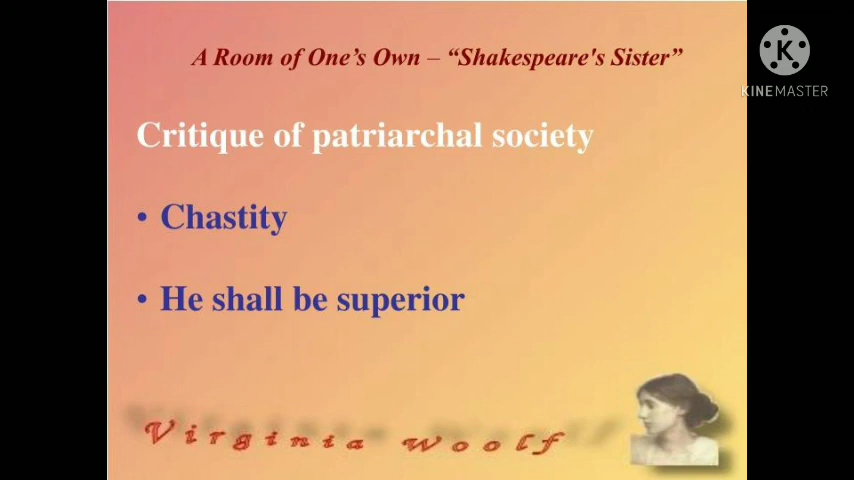 A Room of One's Own – “Shakespeare's Sister”
K
KINEMASTER
Critique of patriarchal society
• Chastity
• He shall be superior
Virginia Woolf